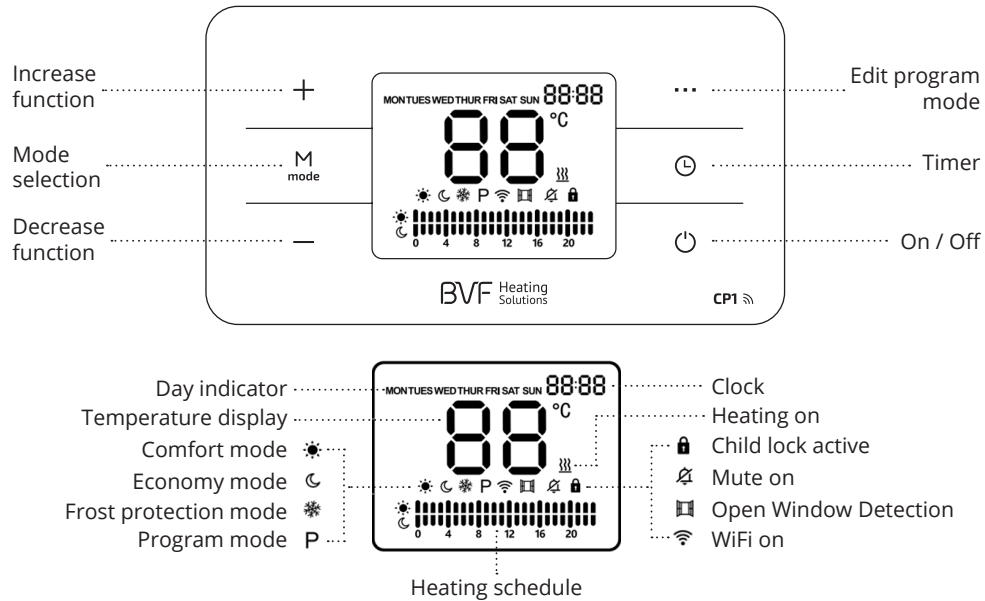 Increase
function
Mode
selection
Decrease
function
+
M
mode
—
MON TUES WED THUR FRI SAT SUN 88:88
88 °C
P
0 4 8 12 16 20
...
Edit program
mode
Timer
On / Off
BVF Heating
Solutions
CP1
Day indicator
Temperature display
Comfort mode
Economy mode
Frost protection mode
Program mode P
MON TUES WED THUR FRI SAT SUN 88:88
88 °C
P
0 4 8 12 16 20
Clock
Heating on
Child lock active
Mute on
Open Window Detection
WiFi on
Heating schedule